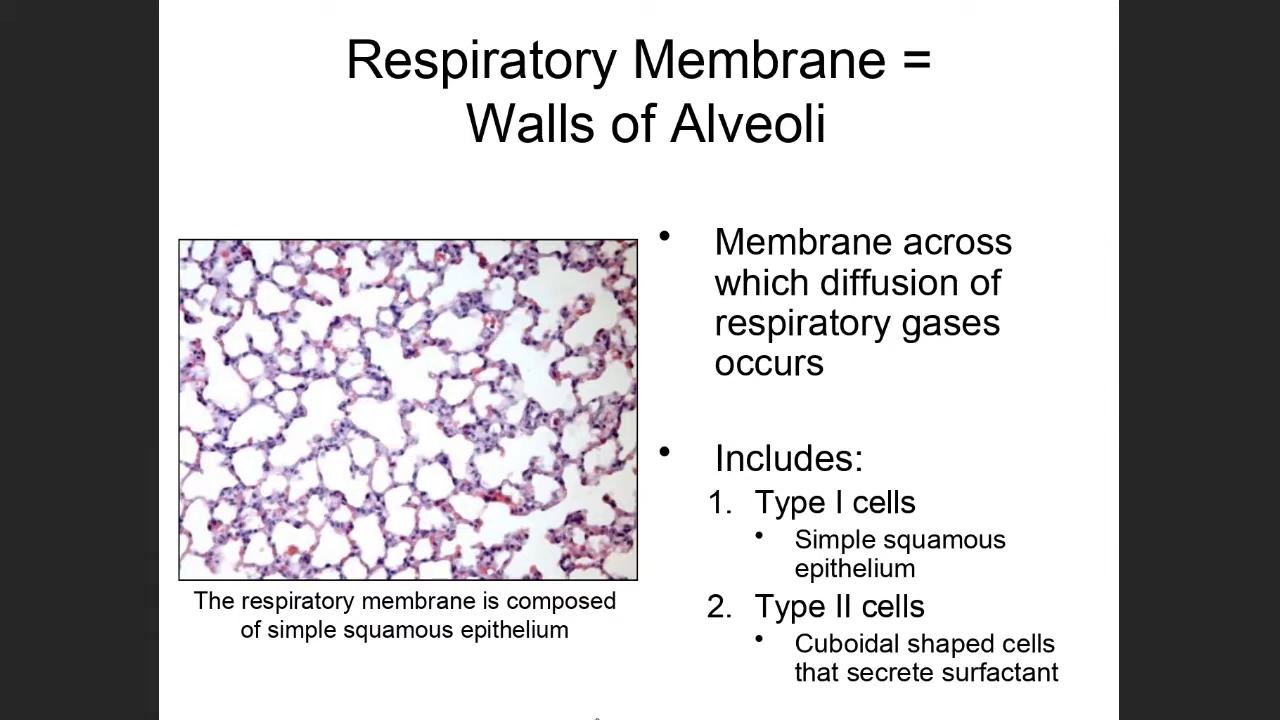 Respiratory Membrane =
Walls of Alveoli
• Membrane across
which diffusion of
respiratory gases
occurs
• Includes:
1. Type I cells
• Simple squamous
epithelium
2. Type II cells
• Cuboidal shaped cells
that secrete surfactant
The respiratory membrane is composed
of simple squamous epithelium